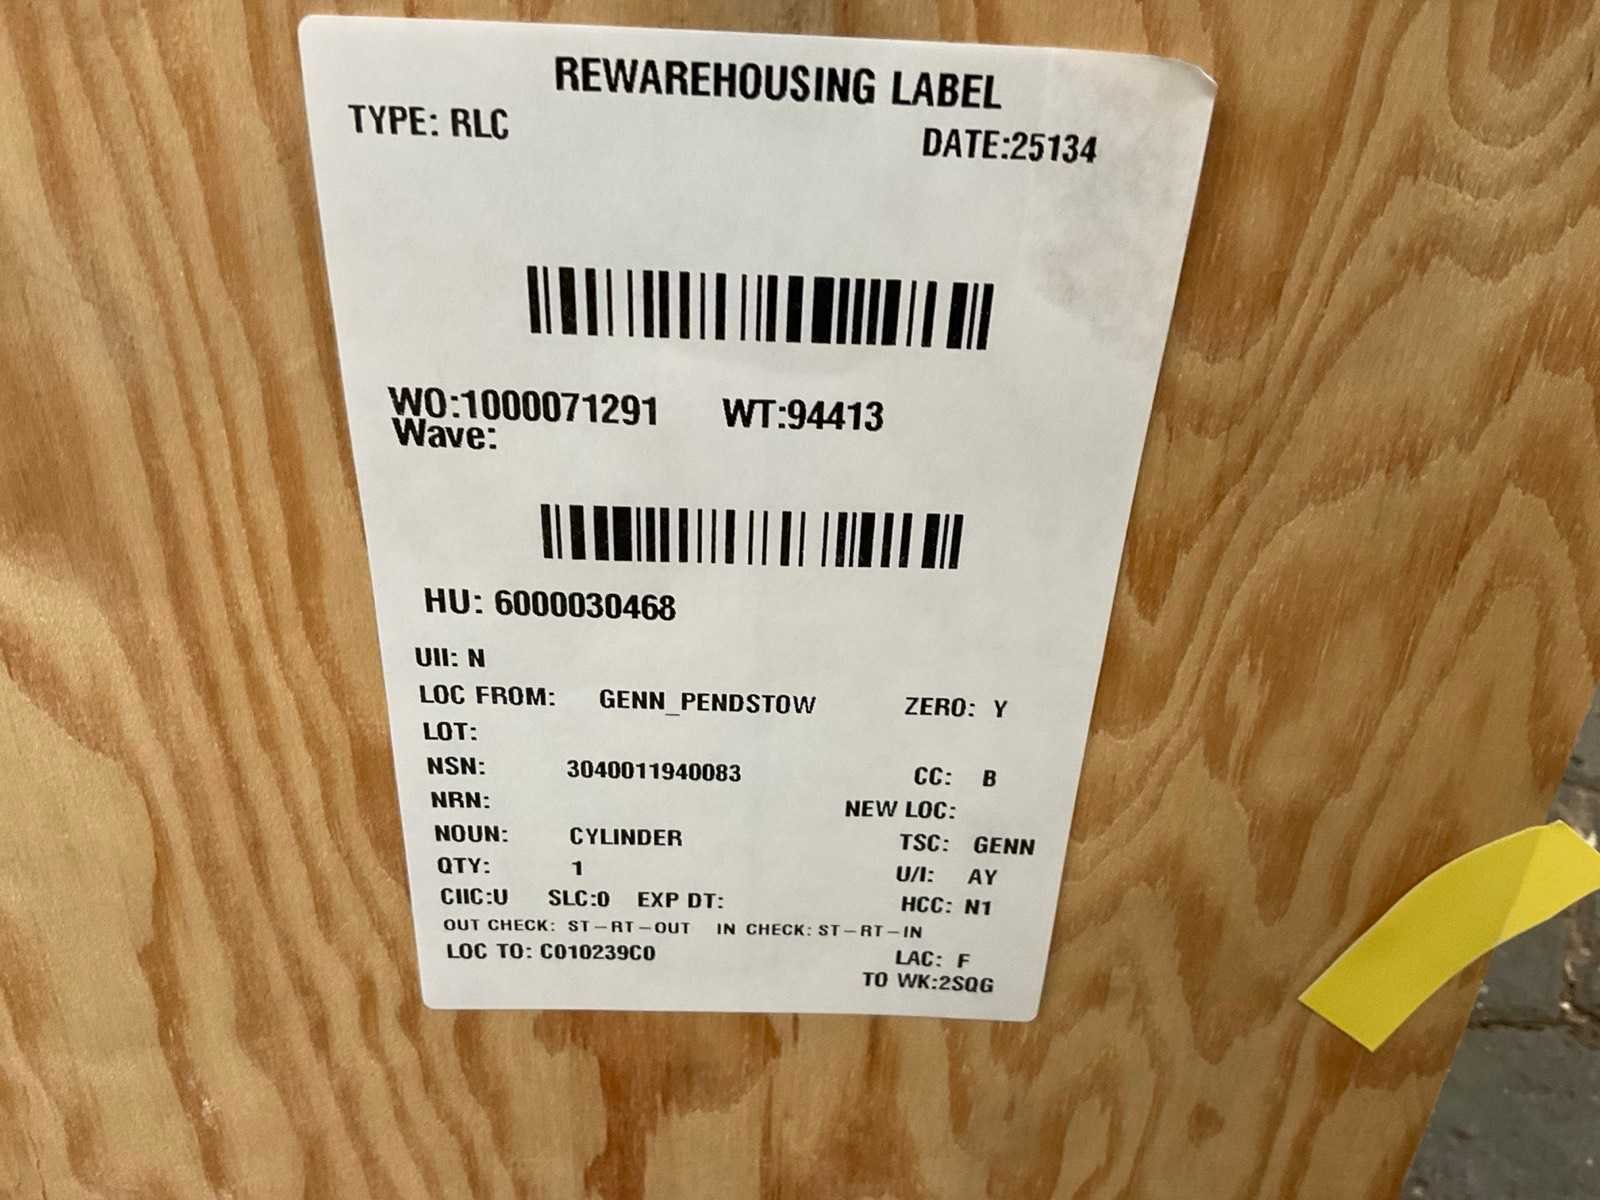 REWAREHOUSING LABEL
TYPE: RLC DATE:25134
WO:1000071291 WT:94413
Wave:
HU: 6000030468
UII: N
LOC FROM: GENN_PENDSTOW ZERO: Y
LOT:
NSN: 3040011940083 CC: B
NRN: NEW LOC:
NOUN: CYLINDER TSC: GENN
QTY: 1 U/I: AY
CIIC:U SLC:0 EXP DT: HCC: N1
OUT CHECK: ST-RT-OUT IN CHECK: ST-RT-IN
LOC TO: C010239C0 LAC: F
TO WK:2SQG